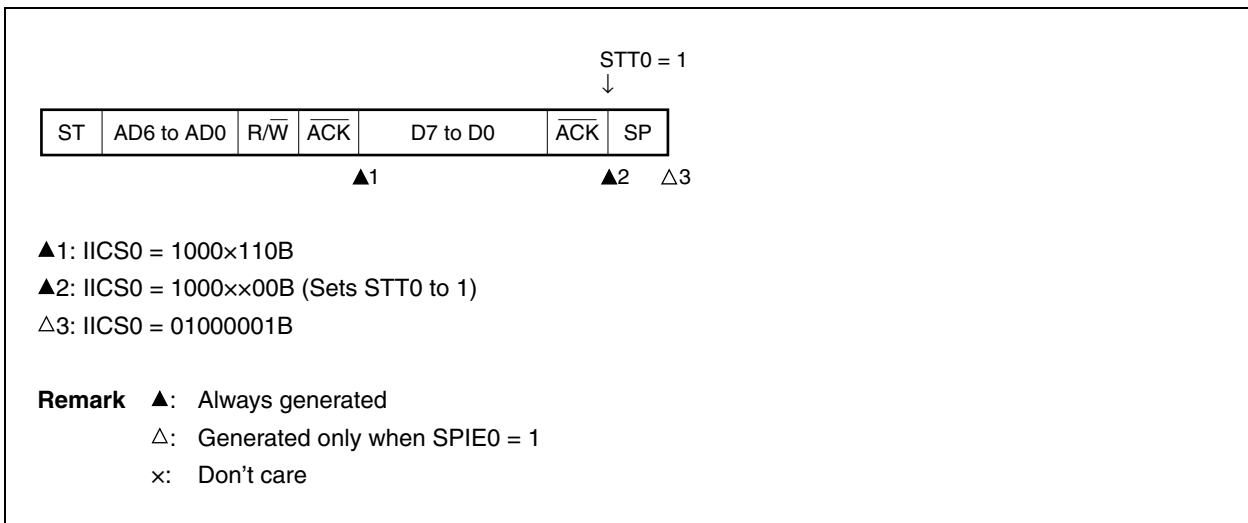 STT0 = 1
↓
ST AD6 to AD0 R/W̅ A̅C̅K̅ D7 to D0 A̅C̅K̅ SP
▲1 ▲2 △3
▲1: IICS0 = 1000×110B
▲2: IICS0 = 1000××00B (Sets STT0 to 1)
△3: IICS0 = 01000001B
Remark ▲: Always generated
△: Generated only when SPIE0 = 1
×: Don't care